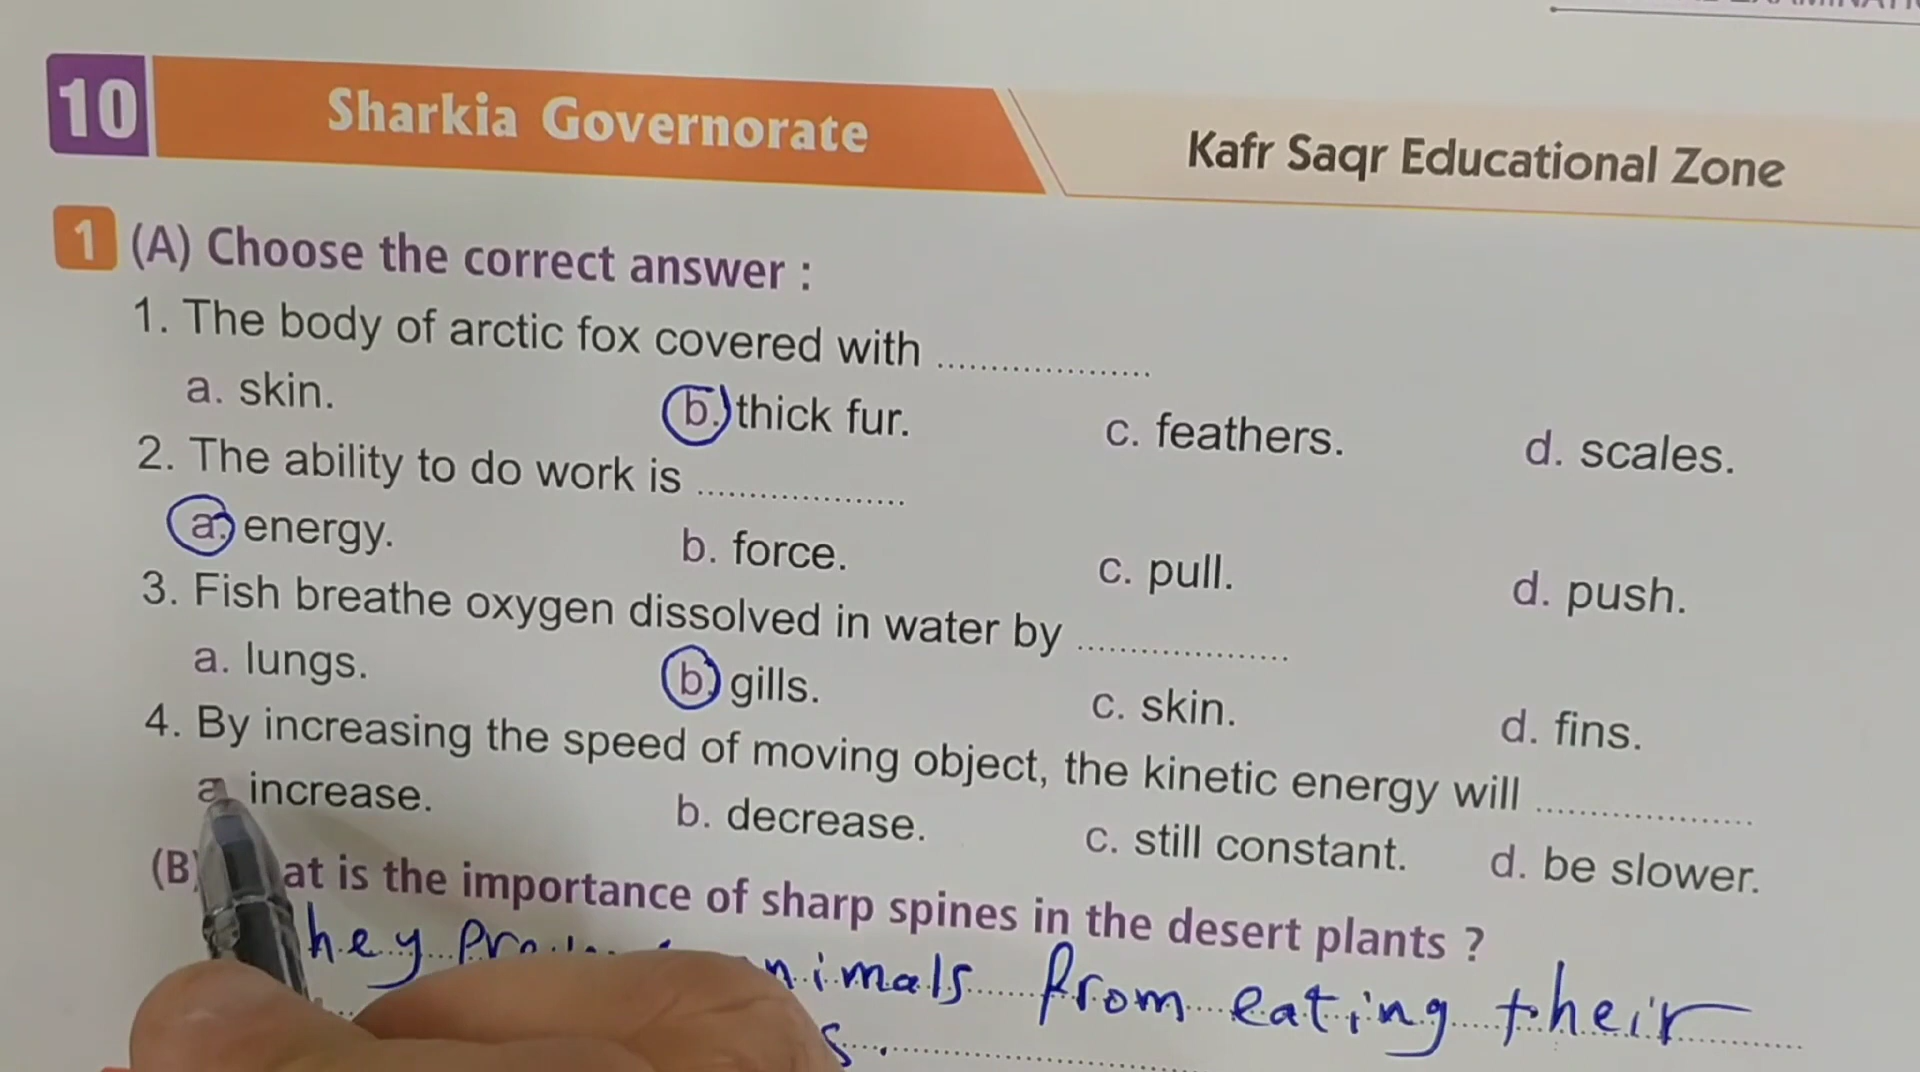 10 Sharkia Governorate Kafr Saqr Educational Zone
1 (A) Choose the correct answer :
1. The body of arctic fox covered with ....................
a. skin. b. thick fur. c. feathers. d. scales.
2. The ability to do work is ....................
a. energy. b. force. c. pull. d. push.
3. Fish breathe oxygen dissolved in water by ....................
a. lungs. b. gills. c. skin. d. fins.
4. By increasing the speed of moving object, the kinetic energy will ....................
a. increase. b. decrease. c. still constant. d. be slower.
(B) is the importance of sharp spines in the desert plants ?
from eating their